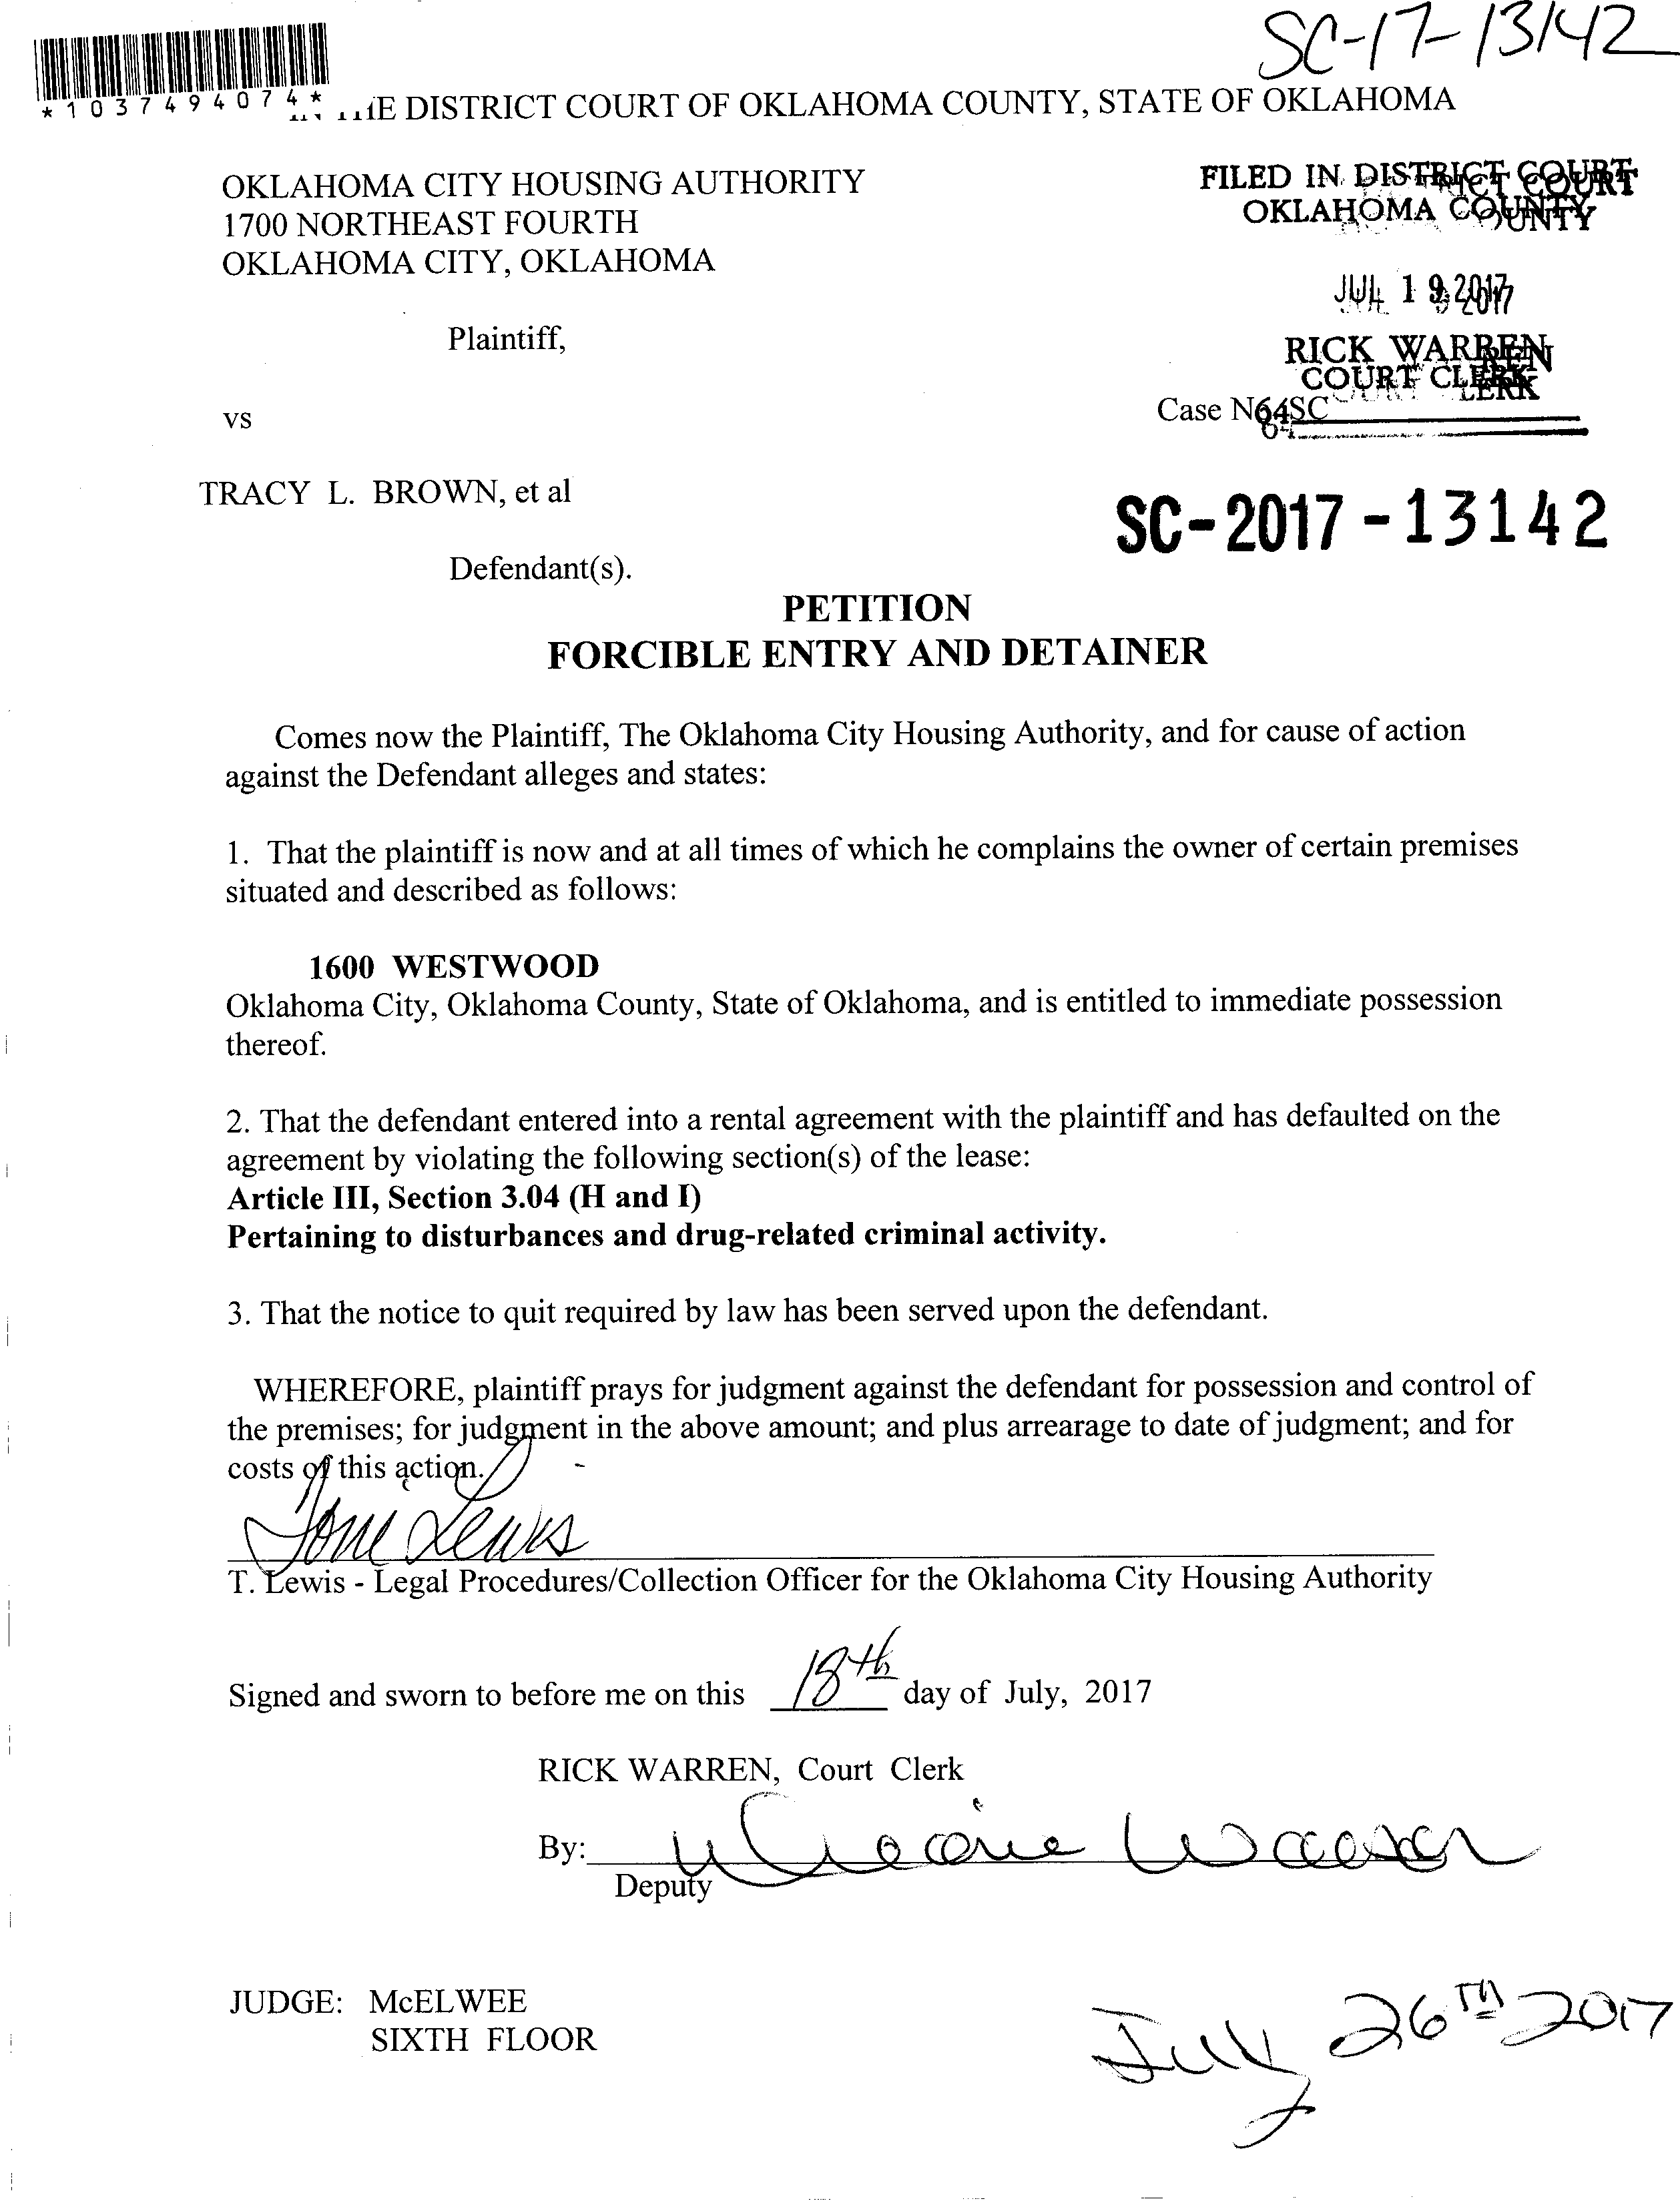 SC-17-13142
*1037494074*
THE DISTRICT COURT OF OKLAHOMA COUNTY, STATE OF OKLAHOMA
OKLAHOMA CITY HOUSING AUTHORITY
1700 NORTHEAST FOURTH
OKLAHOMA CITY, OKLAHOMA
FILED IN DISTRICT COURT
OKLAHOMA COUNTY
JUL 19 2017
RICK WARREN
COURT CLERK
64
Plaintiff,
Case No. SC
vs
TRACY L. BROWN, et al
SC-2017-13142
Defendant(s).
PETITION
FORCIBLE ENTRY AND DETAINER
Comes now the Plaintiff, The Oklahoma City Housing Authority, and for cause of action
against the Defendant alleges and states:
1. That the plaintiff is now and at all times of which he complains the owner of certain premises
situated and described as follows:
1600 WESTWOOD
Oklahoma City, Oklahoma County, State of Oklahoma, and is entitled to immediate possession
thereof.
2. That the defendant entered into a rental agreement with the plaintiff and has defaulted on the
agreement by violating the following section(s) of the lease:
Article III, Section 3.04 (H and I)
Pertaining to disturbances and drug-related criminal activity.
3. That the notice to quit required by law has been served upon the defendant.
WHEREFORE, plaintiff prays for judgment against the defendant for possession and control of
the premises; for judgment in the above amount; and plus arrearage to date of judgment; and for
costs of this action.
Lewis
T. Lewis - Legal Procedures/Collection Officer for the Oklahoma City Housing Authority
Signed and sworn to before me on this 18th day of July, 2017
RICK WARREN, Court Clerk
By:
Deputy
JUDGE: McELWEE
SIXTH FLOOR
July 26TH 2017